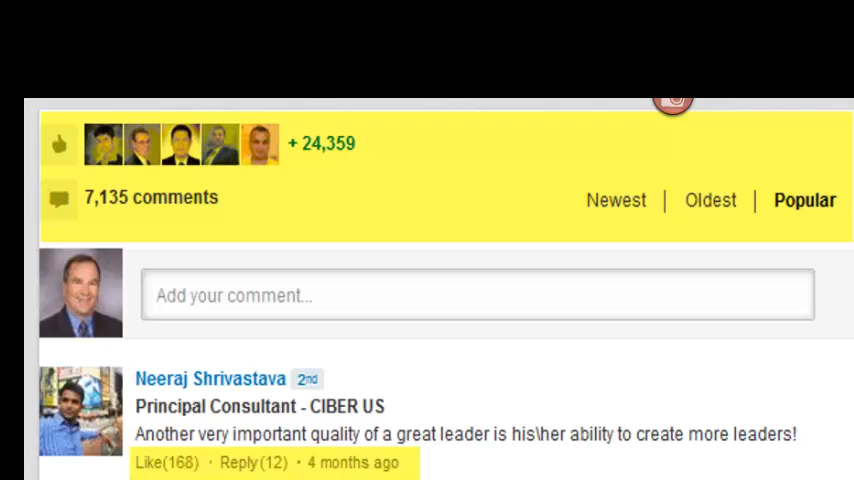 + 24,359
7,135 comments
Newest | Oldest | Popular
Add your comment...
Neeraj Shrivastava 2nd
Principal Consultant - CIBER US
Another very important quality of a great leader is his\her ability to create more leaders!
Like(168) · Reply(12) · 4 months ago